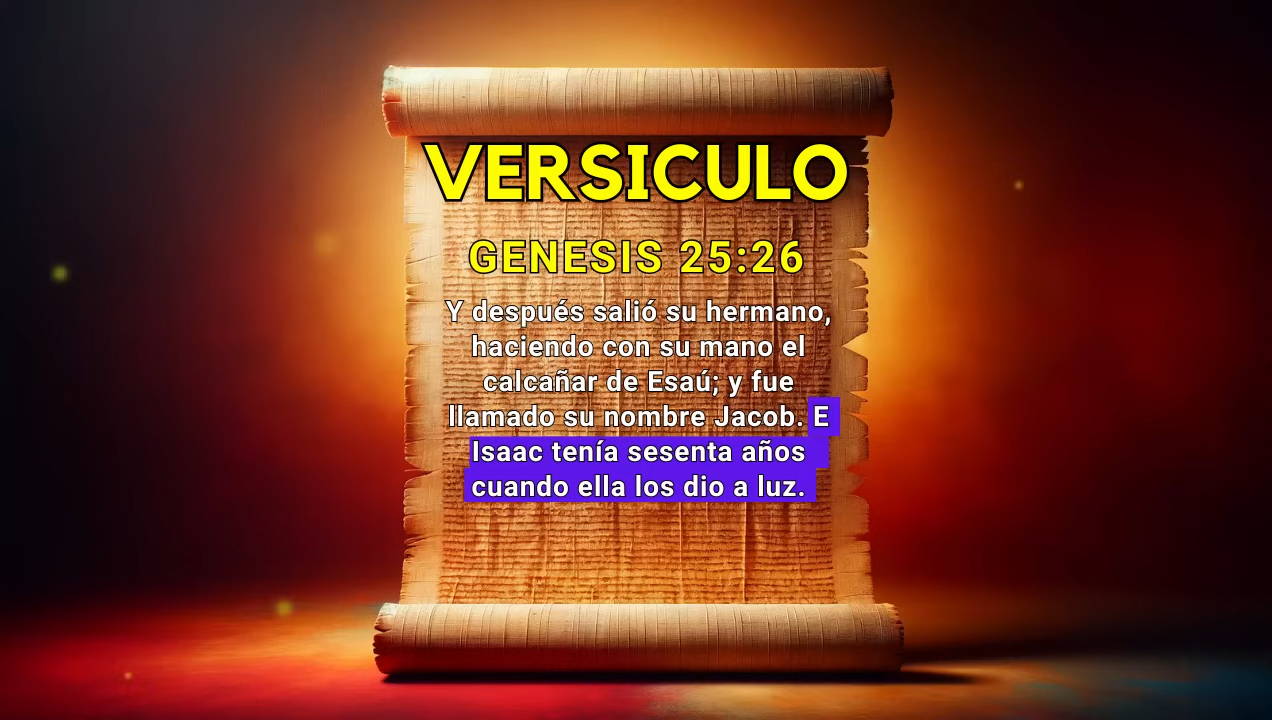 VERSICULO
GENESIS 25:26
Y después salió su hermano,
haciendo con su mano el
calcañar de Esaú; y fue
llamado su nombre Jacob. E
Isaac tenía sesenta años
cuando ella los dio a luz.